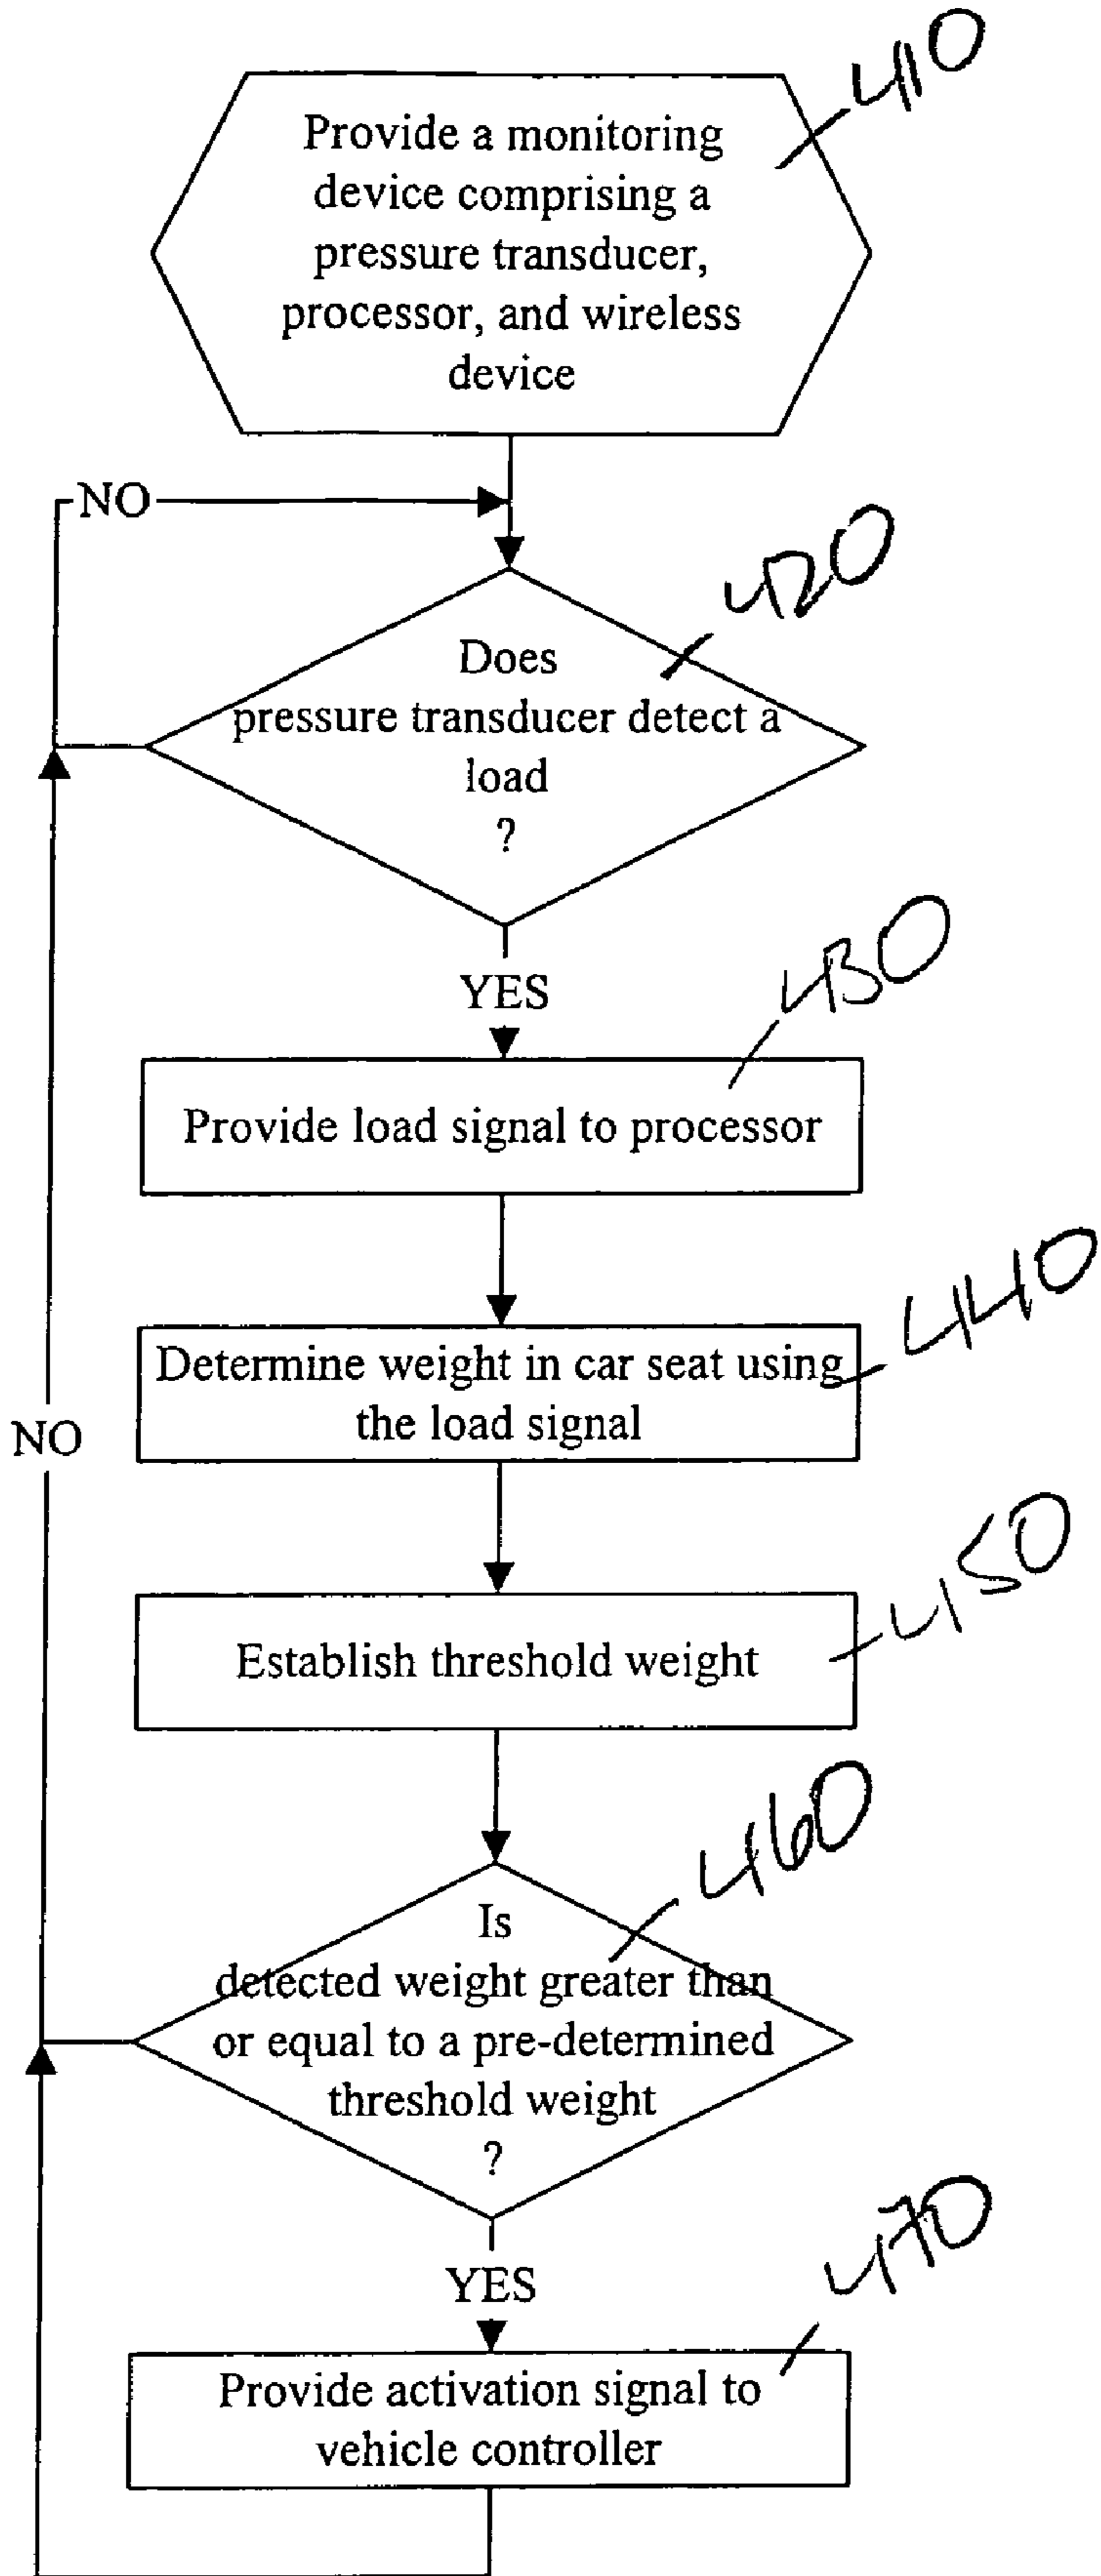 410
Provide a monitoring
device comprising a
pressure transducer,
processor, and wireless
device
NO
420
Does
pressure transducer detect a
load
?
YES
430
Provide load signal to processor
440
Determine weight in car seat using
the load signal
NO
450
Establish threshold weight
460
Is
detected weight greater than
or equal to a pre-determined
threshold weight
?
YES
470
Provide activation signal to
vehicle controller